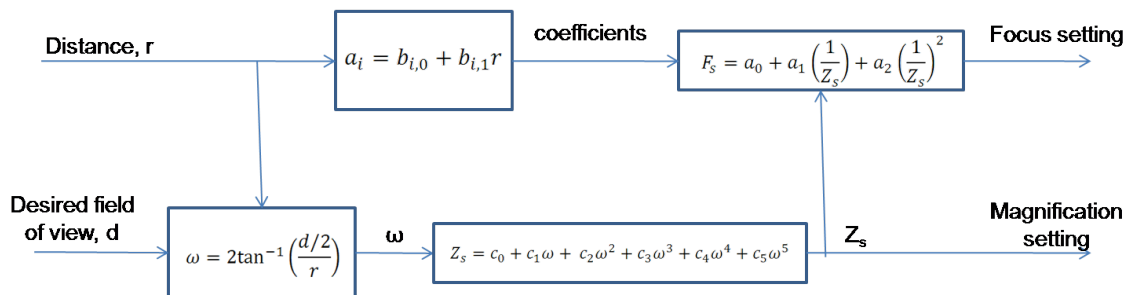 Distance, r
a_i = b_{i,0} + b_{i,1}r
coefficients
F_s = a_0 + a_1 (1/Z_s) + a_2 (1/Z_s)^2
Focus setting
Desired field
of view, d
ω = 2tan^{-1}((d/2)/r)
ω
Z_s = c_0 + c_1ω + c_2ω^2 + c_3ω^3 + c_4ω^4 + c_5ω^5
Z_s
Magnification
setting